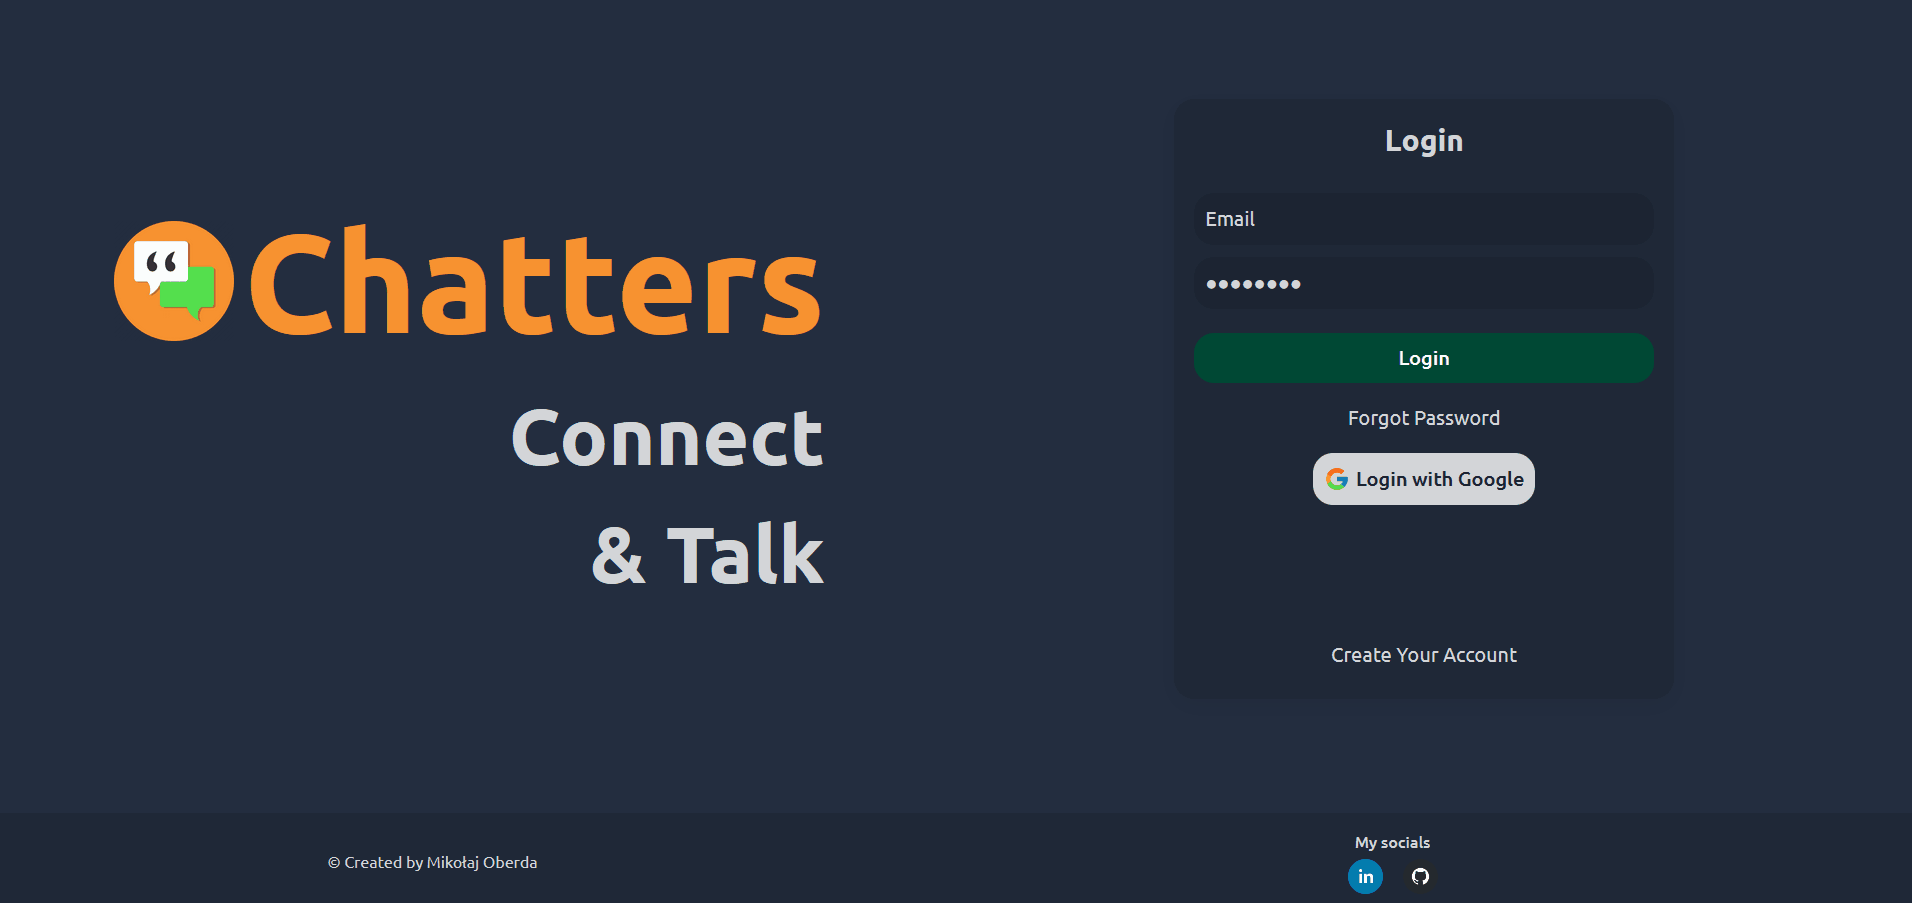 Chatters
Connect
& Talk
Login
Email
••••••••
Login
Forgot Password
Login with Google
Create Your Account
© Created by Mikołaj Oberda
My socials
in